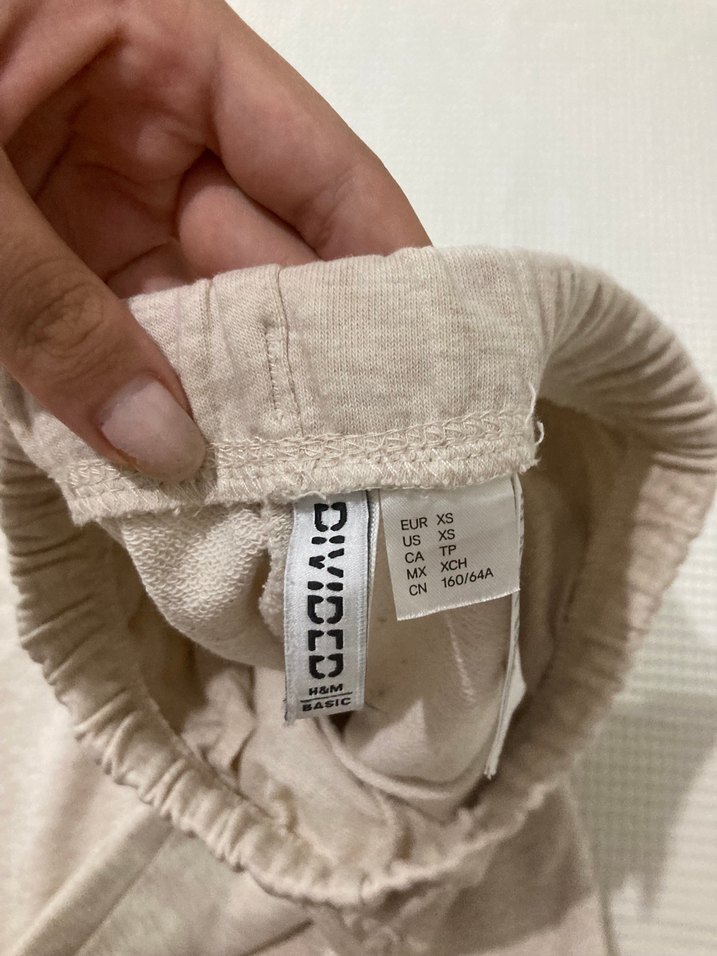 DIVIDED
H&M
BASIC
EUR XS
US XS
CA TP
MX XCH
CN 160/64A